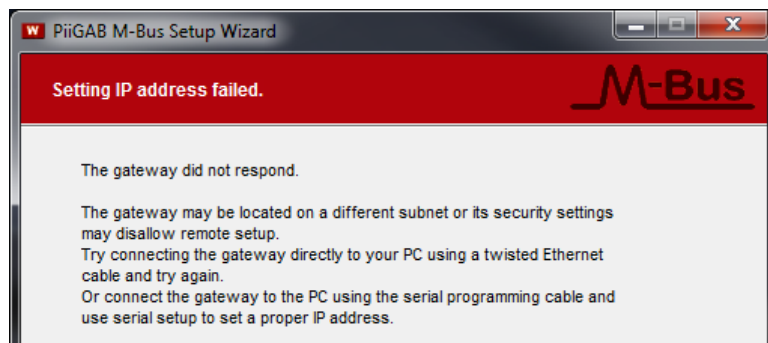 W PiiGAB M-Bus Setup Wizard
Setting IP address failed.
M-Bus
The gateway did not respond.
The gateway may be located on a different subnet or its security settings
may disallow remote setup.
Try connecting the gateway directly to your PC using a twisted Ethernet
cable and try again.
Or connect the gateway to the PC using the serial programming cable and
use serial setup to set a proper IP address.